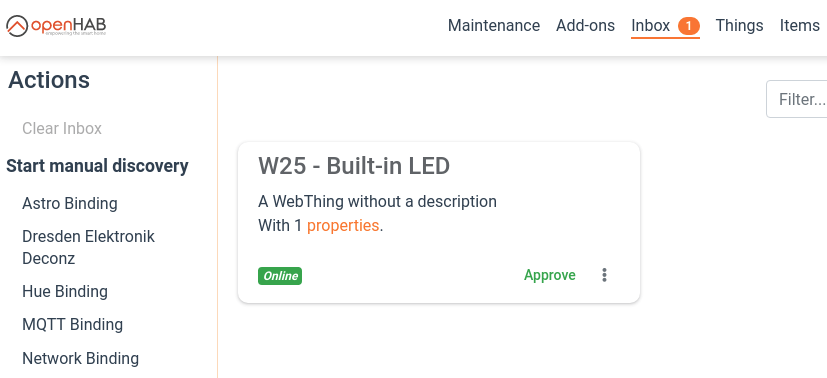 openHAB
empowering the smart home
Maintenance Add-ons Inbox 1 Things Items
Actions
Filter...
Clear Inbox
Start manual discovery
W25 - Built-in LED
Astro Binding
A WebThing without a description
With 1 properties.
Dresden Elektronik
Deconz
Online Approve
Hue Binding
MQTT Binding
Network Binding